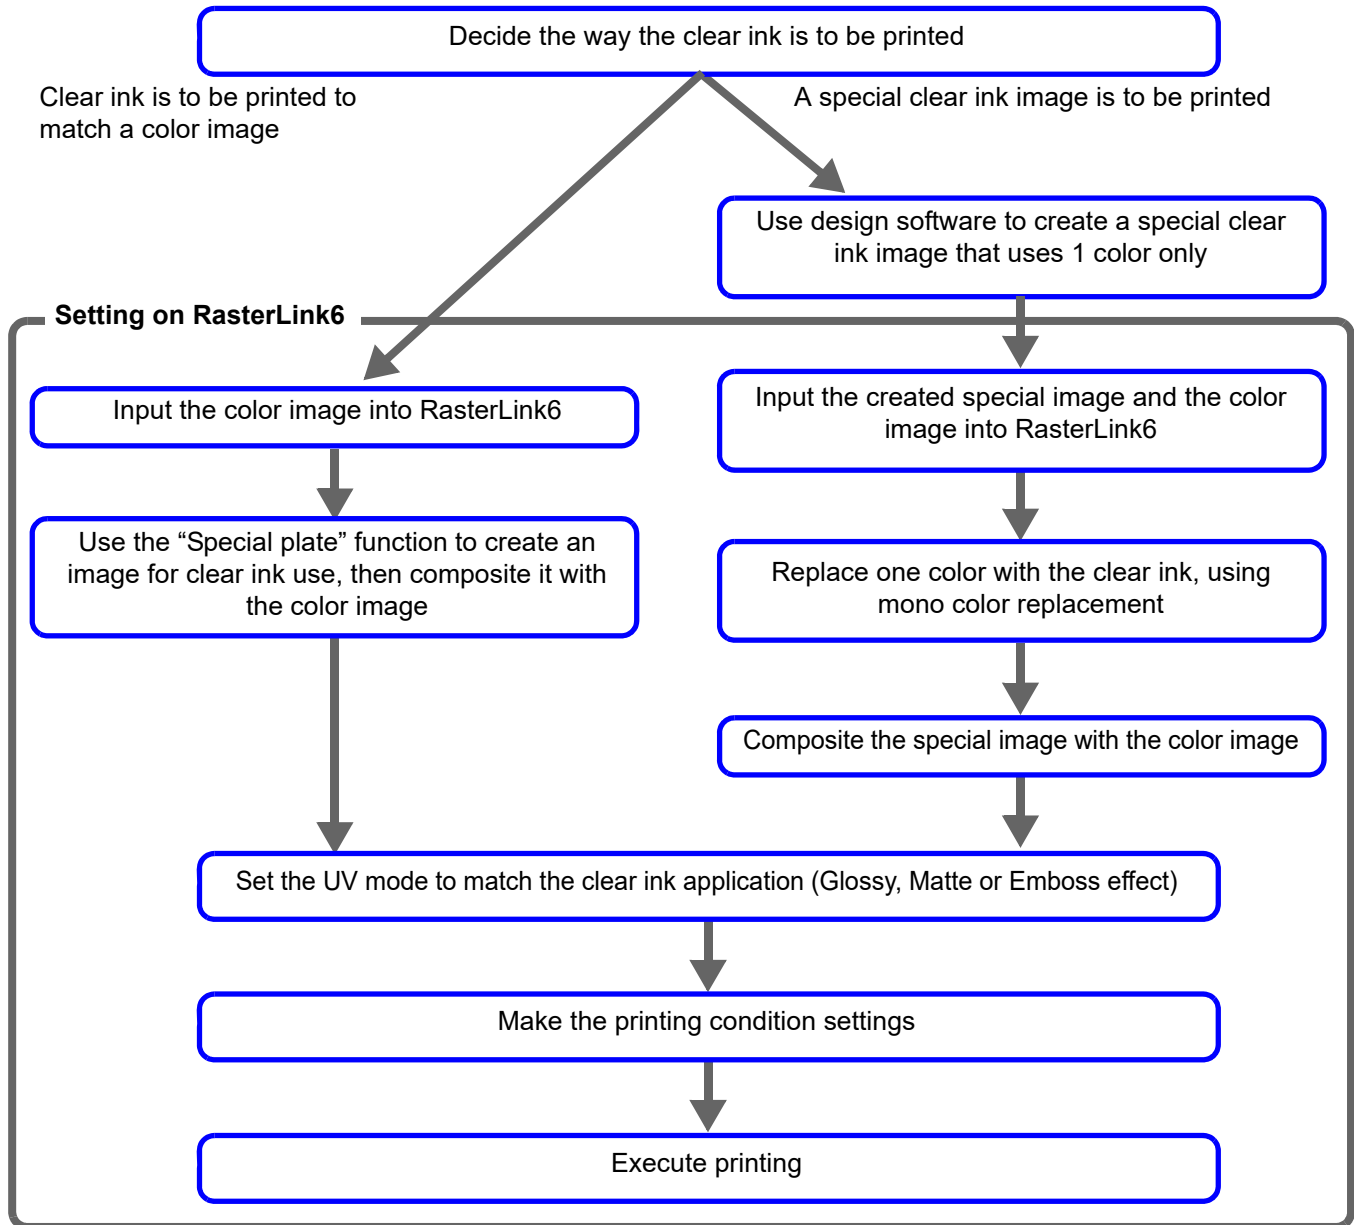 Decide the way the clear ink is to be printed
Clear ink is to be printed to
match a color image
A special clear ink image is to be printed
Use design software to create a special clear
ink image that uses 1 color only
Setting on RasterLink6
Input the color image into RasterLink6
Use the “Special plate” function to create an
image for clear ink use, then composite it with
the color image
Input the created special image and the color
image into RasterLink6
Replace one color with the clear ink, using
mono color replacement
Composite the special image with the color image
Set the UV mode to match the clear ink application (Glossy, Matte or Emboss effect)
Make the printing condition settings
Execute printing